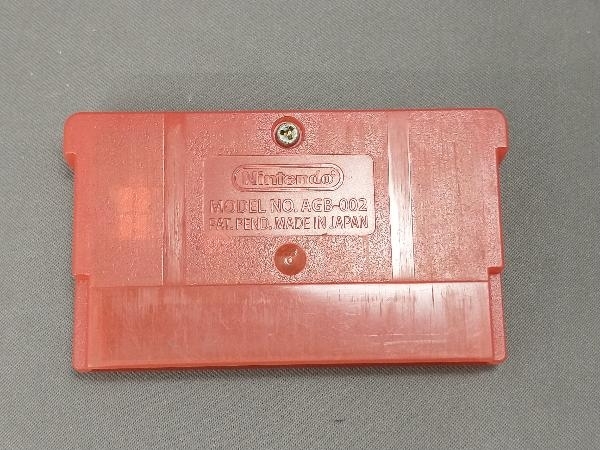 Nintendo
MODEL NO. AGB-002
PAT. PEND. MADE IN JAPAN